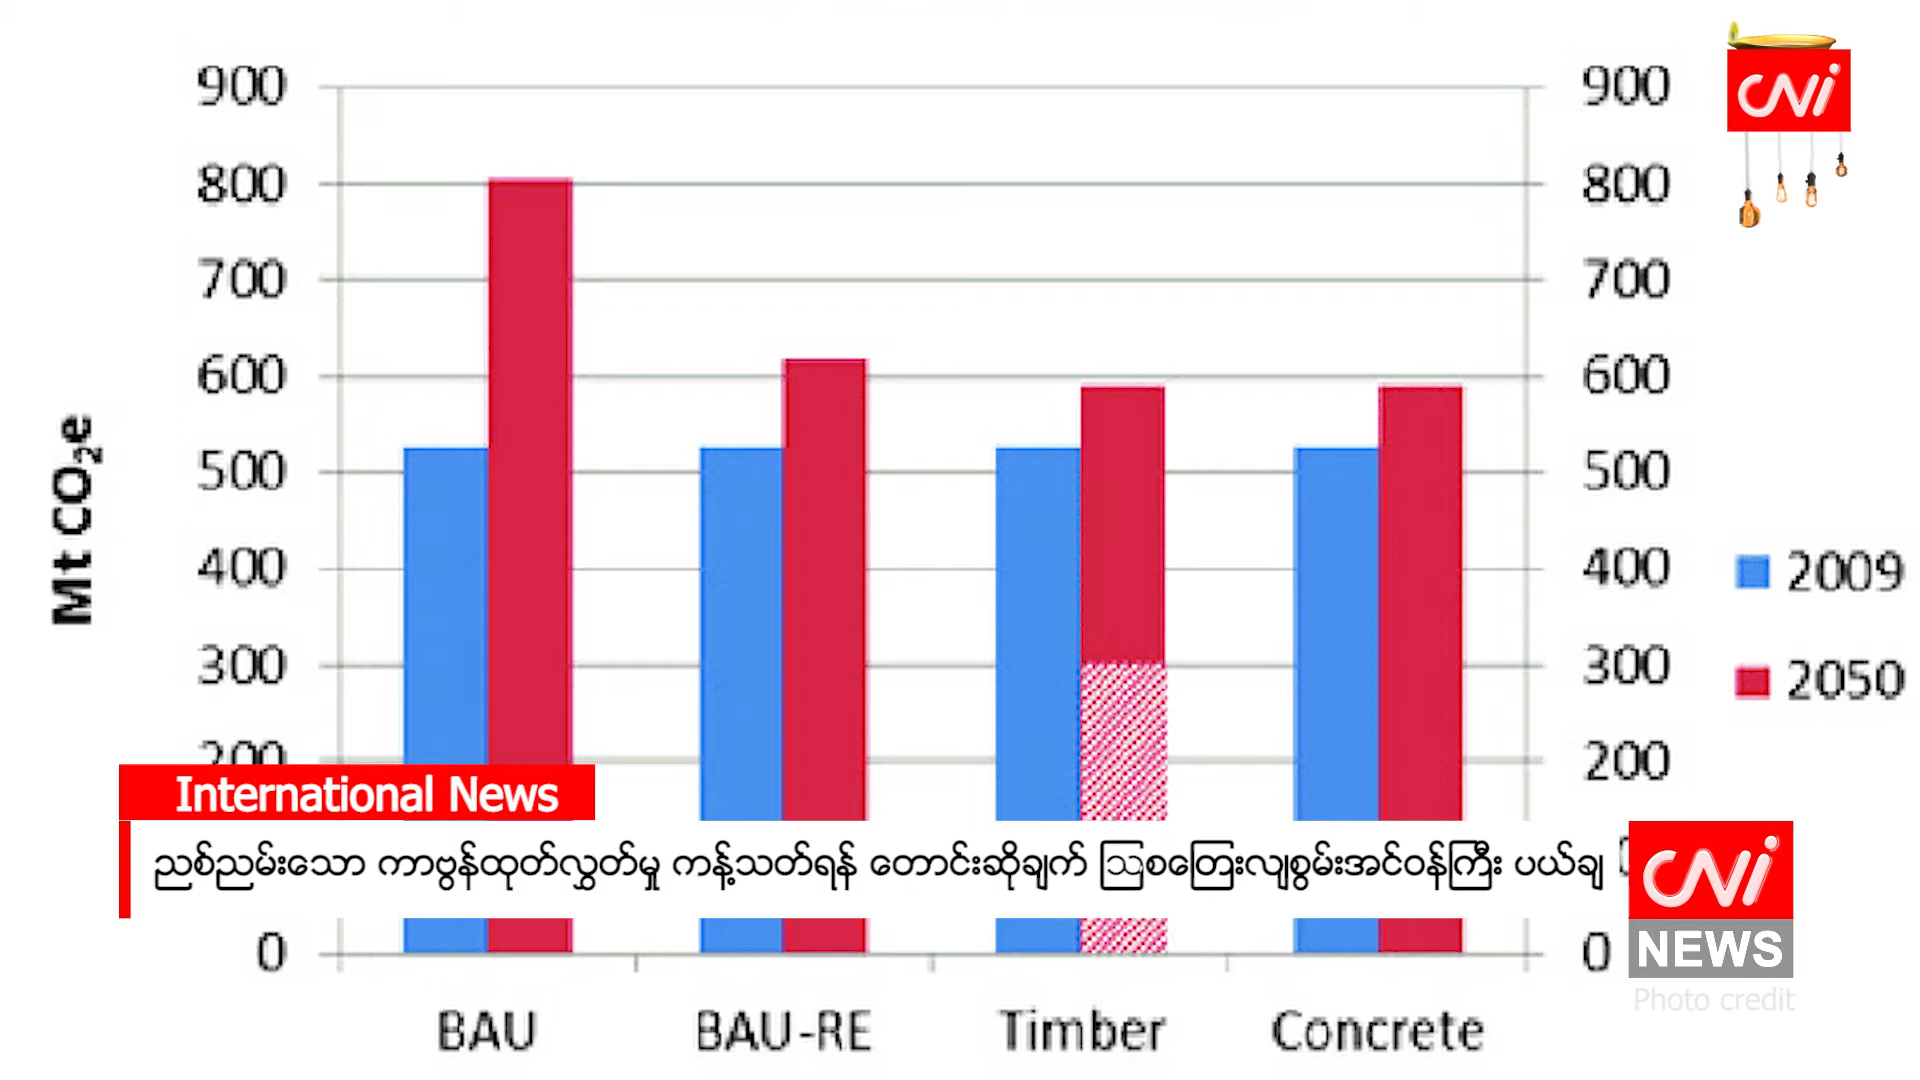 900
800
700
600
500
400
300
200
0
Mt CO₂e
900
800
700
600
500
400
300
200
0
BAU
BAU-RE
Timber
Concrete
2009
2050
CNi
International News
ညစ်ညမ်းသော ကာဗွန်ထုတ်လွှတ်မှု ကန့်သတ်ရန် တောင်းဆိုချက် ဩစတြေးလျစွမ်းအင်ဝန်ကြီး ပယ်ချ
CNi
NEWS
Photo credit